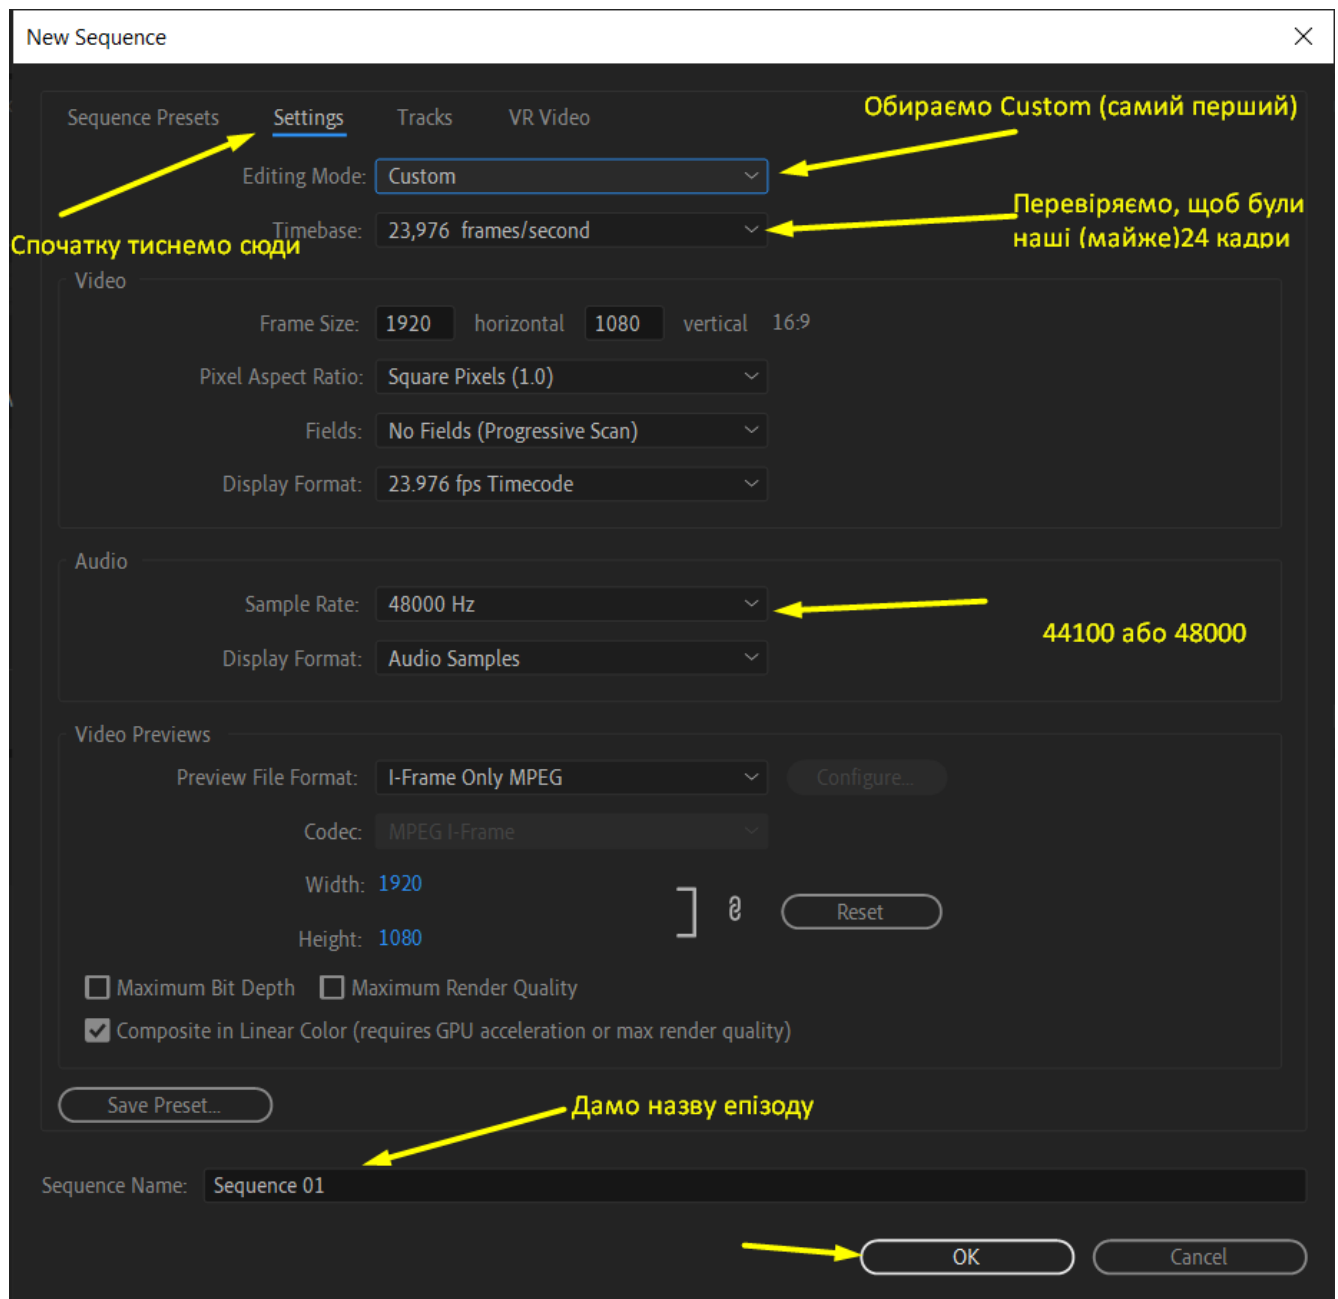 New Sequence
Sequence Presets Settings Tracks VR Video
Обираємо Custom (самий перший)
Editing Mode: Custom
Перевіряємо, щоб були
наші (майже)24 кадри
Timebase: 23,976 frames/second
Спочатку тиснемо сюди
Video
Frame Size: 1920 horizontal 1080 vertical 16:9
Pixel Aspect Ratio: Square Pixels (1.0)
Fields: No Fields (Progressive Scan)
Display Format: 23.976 fps Timecode
Audio
Sample Rate: 48000 Hz
44100 або 48000
Display Format: Audio Samples
Video Previews
Preview File Format: I-Frame Only MPEG Configure...
Codec: MPEG I-Frame
Width: 1920
Reset
Height: 1080
Maximum Bit Depth Maximum Render Quality
Composite in Linear Color (requires GPU acceleration or max render quality)
Save Preset...
Дамо назву епізоду
Sequence Name: Sequence 01
OK Cancel